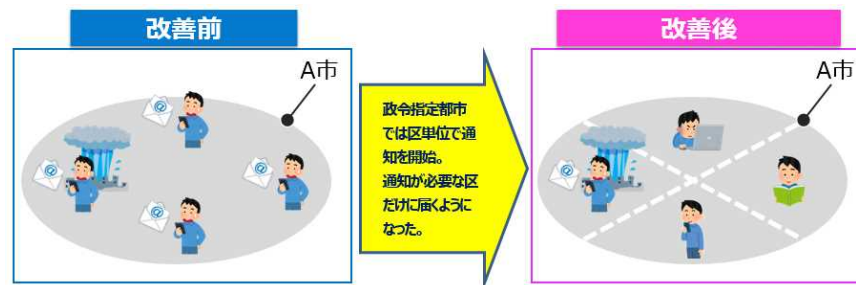 改善前
A市
政令指定都市
では区単位で通
知を開始。
通知が必要な区
だけに届くように
なった。
改善後
A市